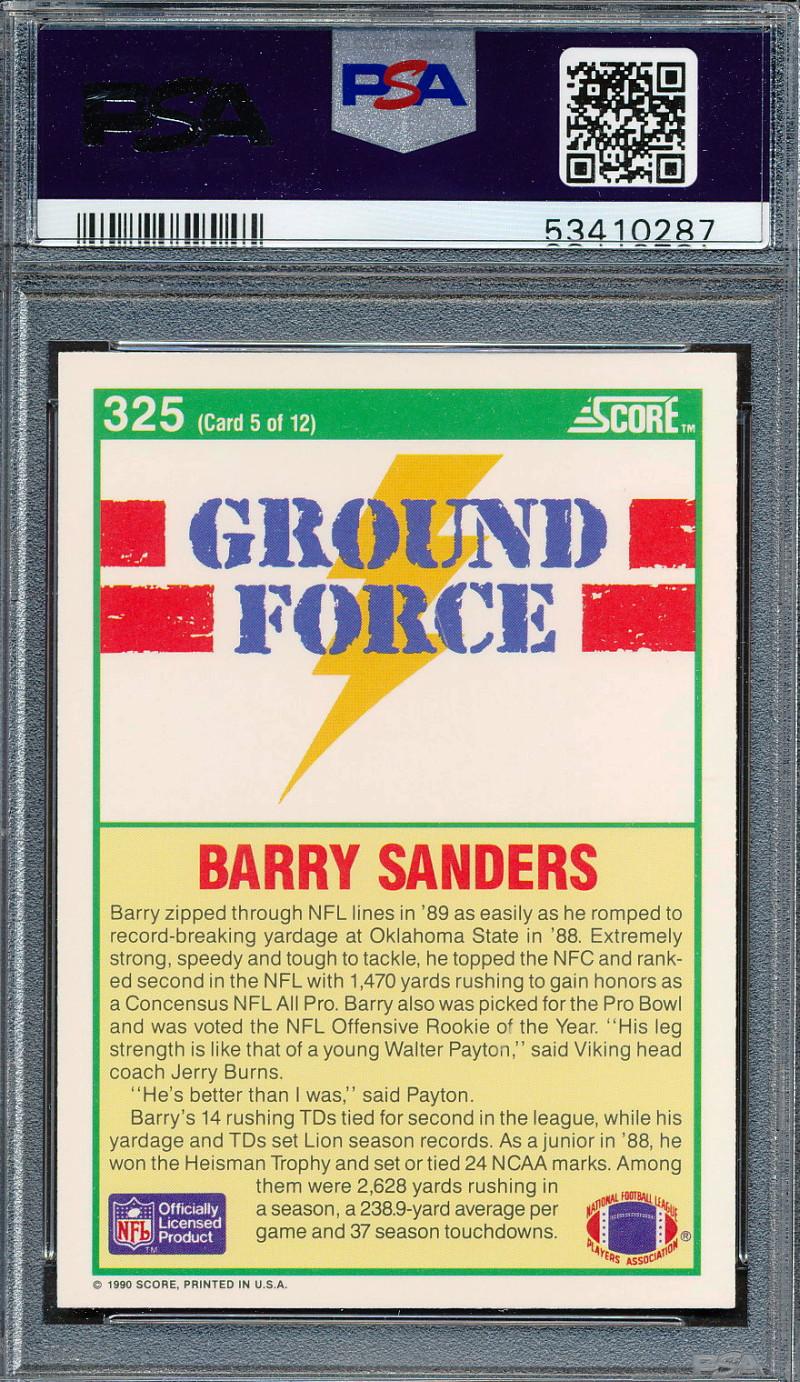 PSA
PSA
53410287
325 (Card 5 of 12)
SCORE™
GROUND
FORCE
BARRY SANDERS
Barry zipped through NFL lines in '89 as easily as he romped to
record-breaking yardage at Oklahoma State in '88. Extremely
strong, speedy and tough to tackle, he topped the NFC and rank-
ed second in the NFL with 1,470 yards rushing to gain honors as
a Concensus NFL All Pro. Barry also was picked for the Pro Bowl
and was voted the NFL Offensive Rookie of the Year. "His leg
strength is like that of a young Walter Payton," said Viking head
coach Jerry Burns.
"He's better than I was," said Payton.
Barry's 14 rushing TDs tied for second in the league, while his
yardage and TDs set Lion season records. As a junior in '88, he
won the Heisman Trophy and set or tied 24 NCAA marks. Among
them were 2,628 yards rushing in
a season, a 238.9-yard average per
game and 37 season touchdowns.
NFL
Officially
Licensed
Product
TM
NATIONAL FOOTBALL LEAGUE
PLAYERS ASSOCIATION
®
© 1990 SCORE, PRINTED IN U.S.A.
PSA